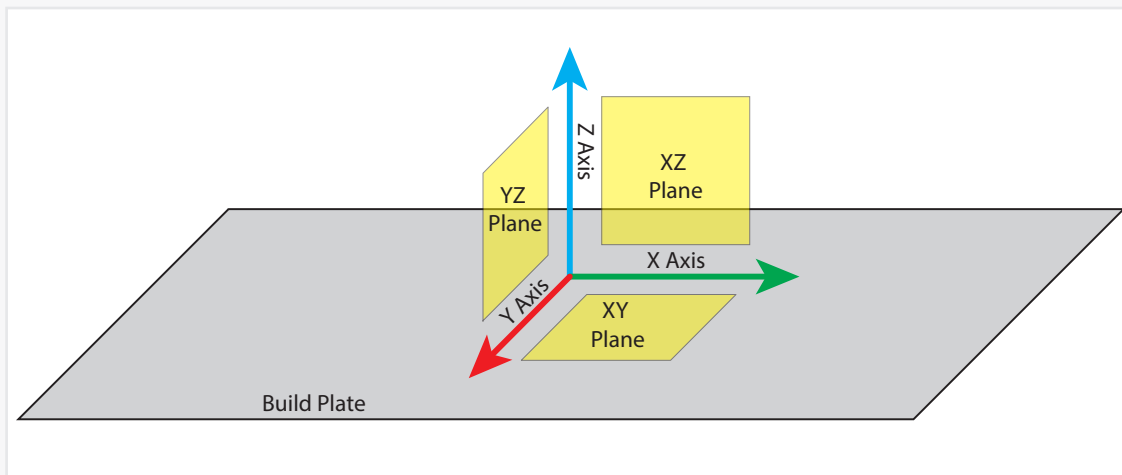 Z Axis
XZ
Plane
YZ
Plane
X Axis
Y Axis
XY
Plane
Build Plate